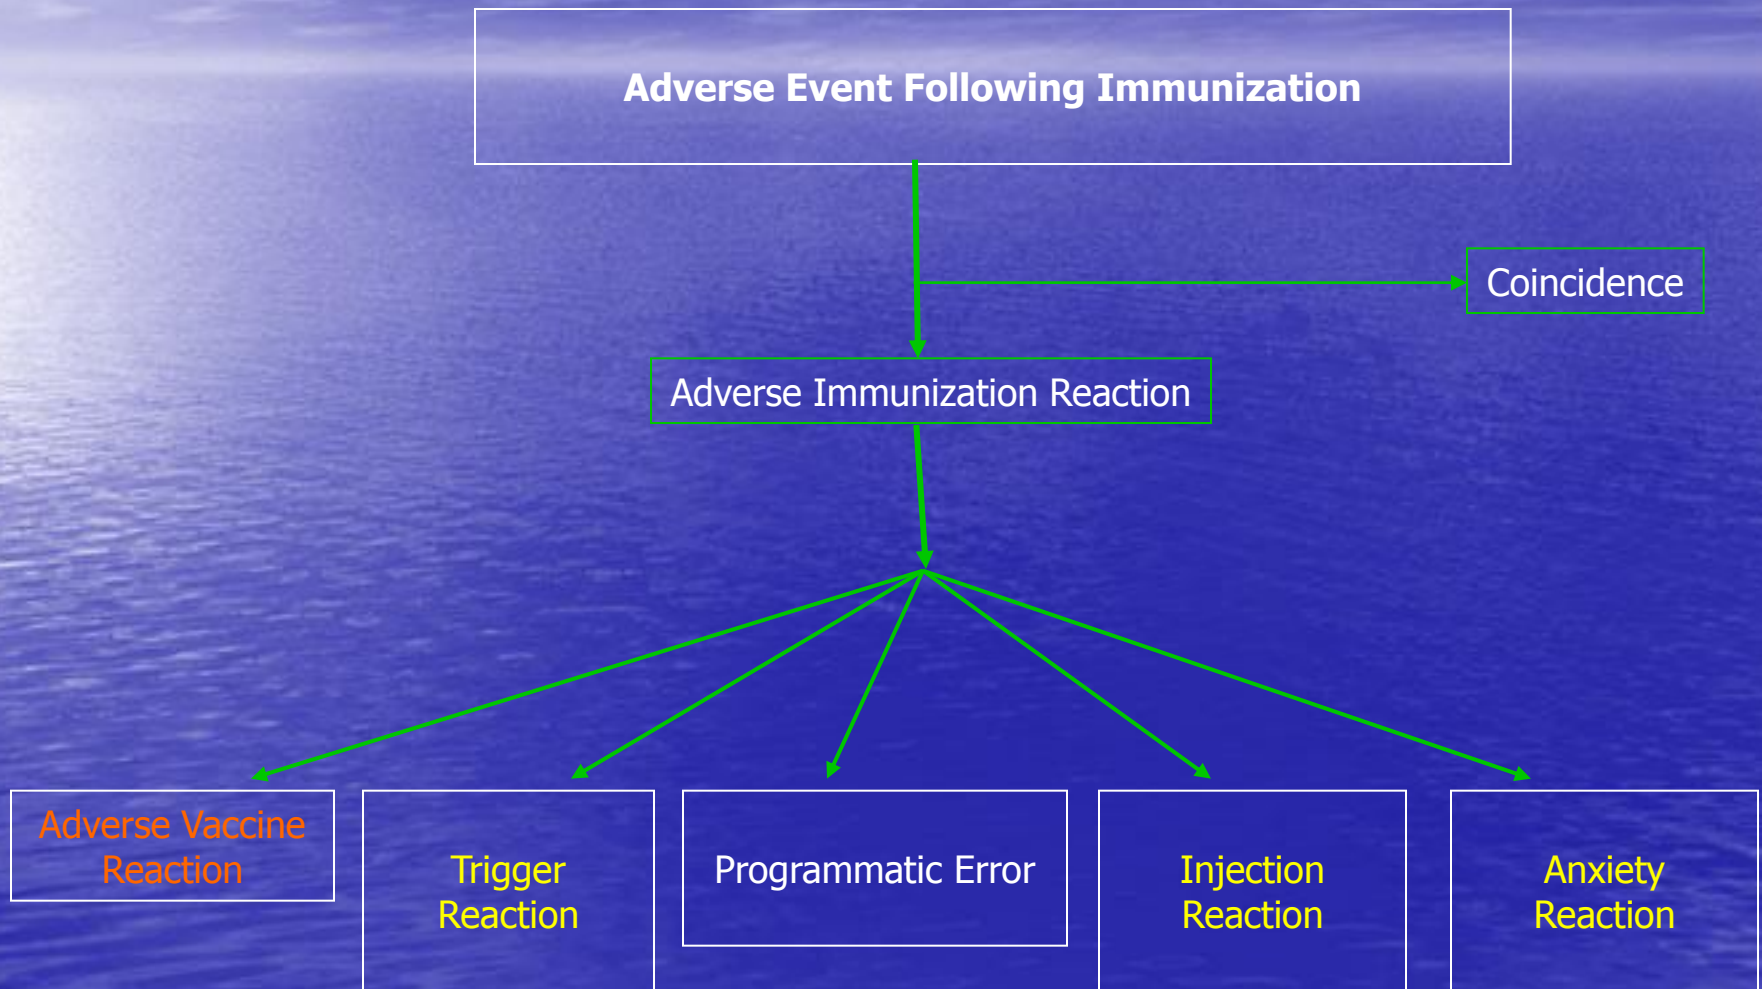 Adverse Event Following Immunization
Coincidence
Adverse Immunization Reaction
Adverse Vaccine
Reaction
Trigger
Reaction
Programmatic Error
Injection
Reaction
Anxiety
Reaction